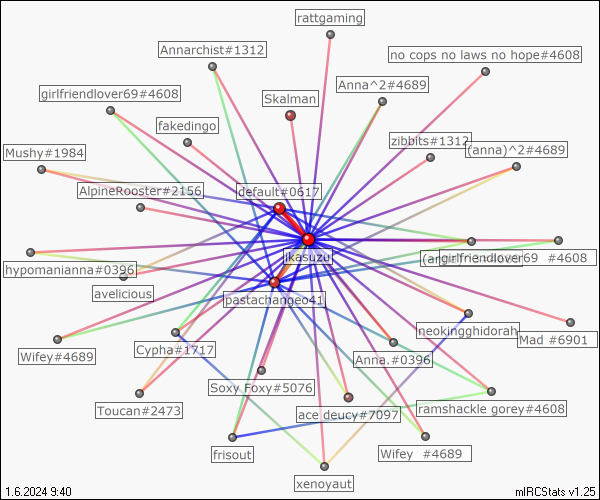 rattgaming
Annarchist#1312
no cops no laws no hope#4608
Anna^2#4689
girlfriendlover69#4608
Skalman
fakedingo
zibbits#1312
(anna)^2#4689
Mushy#1984
AlpineRooster#2156
default#0617
ikasuzu
girlfriendlover69 #4608
hypomanianna#0396
avelicious
pastachangeo41
neokingghidorah
Mad #6901
Wifey#4689
Cypha#1717
Anna.#0396
Soxy Foxy#5076
Toucan#2473
ace deucy#7097
ramshackle gorey#4608
frisout
Wifey #4689
xenoyaut
1.6.2024 9:40
mIRCStats v1.25